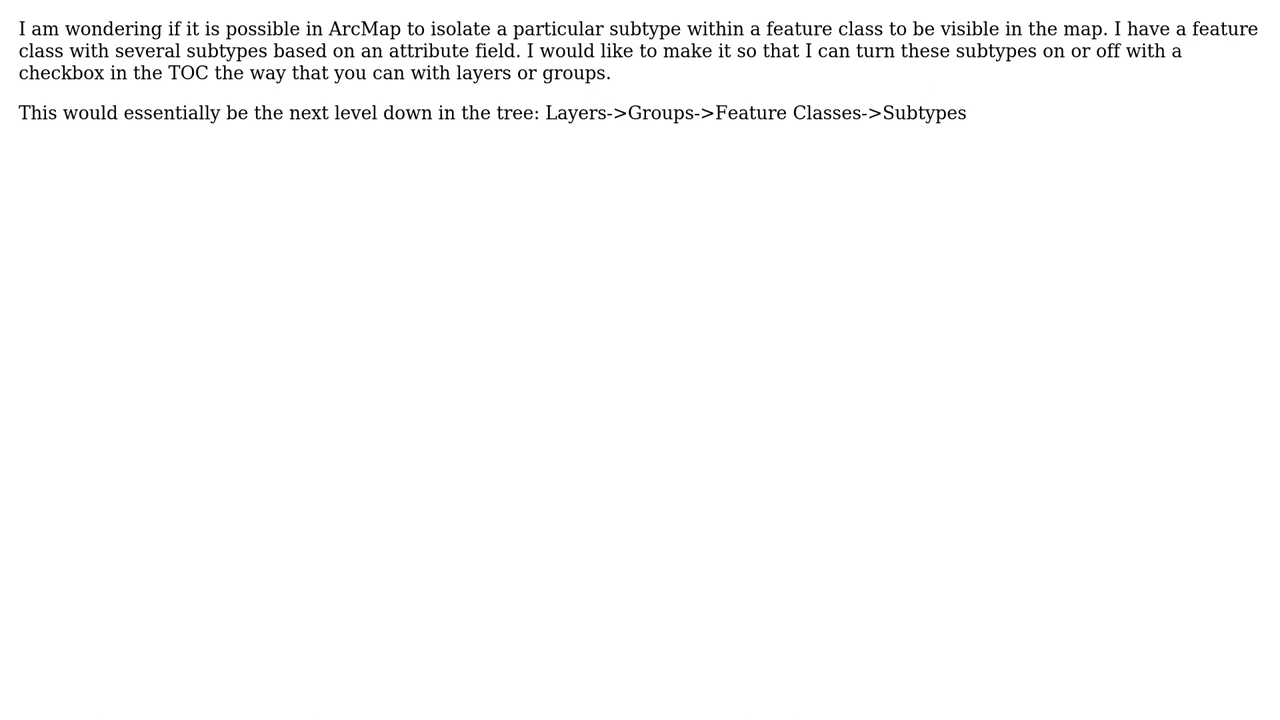 I am wondering if it is possible in ArcMap to isolate a particular subtype within a feature class to be visible in the map. I have a feature
class with several subtypes based on an attribute field. I would like to make it so that I can turn these subtypes on or off with a
checkbox in the TOC the way that you can with layers or groups.
This would essentially be the next level down in the tree: Layers->Groups->Feature Classes->Subtypes